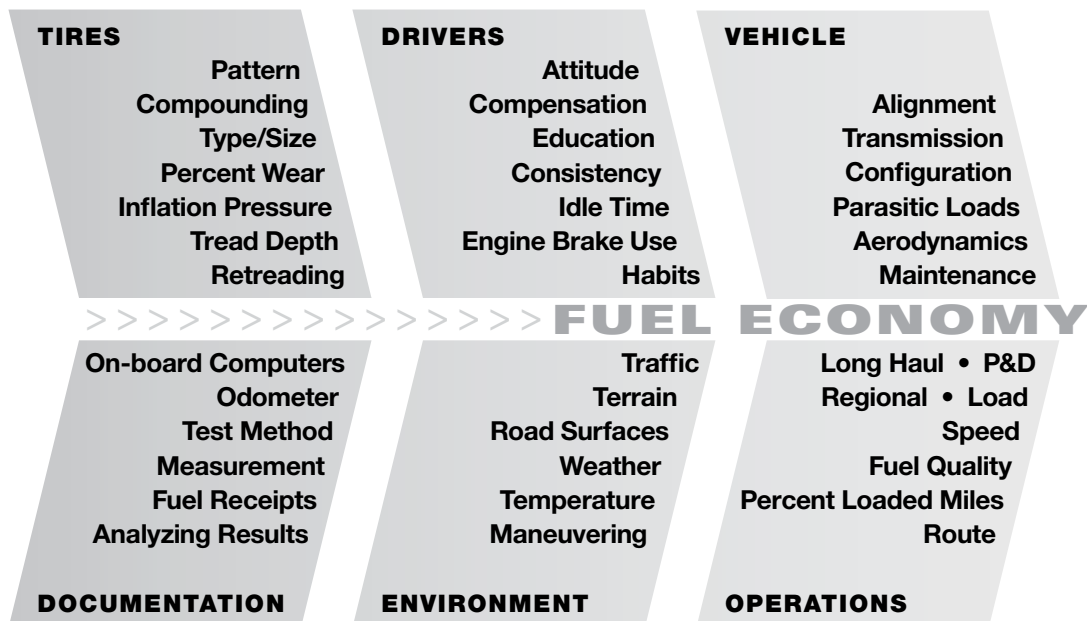 TIRES
Pattern
Compounding
Type/Size
Percent Wear
Inflation Pressure
Tread Depth
Retreading
DRIVERS
Attitude
Compensation
Education
Consistency
Idle Time
Engine Brake Use
Habits
VEHICLE
Alignment
Transmission
Configuration
Parasitic Loads
Aerodynamics
Maintenance
>>>>>>>>>>>>>>> FUEL ECONOMY
On-board Computers
Odometer
Test Method
Measurement
Fuel Receipts
Analyzing Results
DOCUMENTATION
Traffic
Terrain
Road Surfaces
Weather
Temperature
Maneuvering
ENVIRONMENT
Long Haul • P&D
Regional • Load
Speed
Fuel Quality
Percent Loaded Miles
Route
OPERATIONS